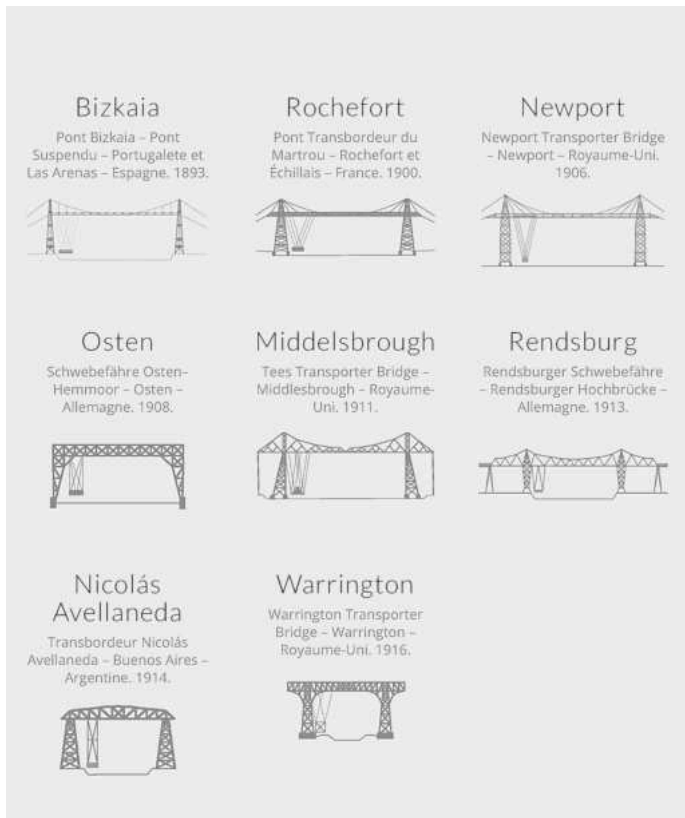 Bizkaia
Pont Bizkaia – Pont
Suspendu – Portugalete et
Las Arenas – Espagne. 1893.
Rochefort
Pont Transbordeur du
Martrou – Rochefort et
Échillais – France. 1900.
Newport
Newport Transporter Bridge
– Newport – Royaume-Uni.
1906.
Osten
Schwebefähre Osten–
Hemmoor – Osten –
Allemagne. 1908.
Middelsbrough
Tees Transporter Bridge –
Middlesbrough – Royaume-
Uni. 1911.
Rendsburg
Rendsburger Schwebefähre
– Rendsburger Hochbrücke –
Allemagne. 1913.
Nicolás
Avellaneda
Transbordeur Nicolás
Avellaneda – Buenos Aires –
Argentine. 1914.
Warrington
Warrington Transporter
Bridge – Warrington –
Royaume-Uni. 1916.